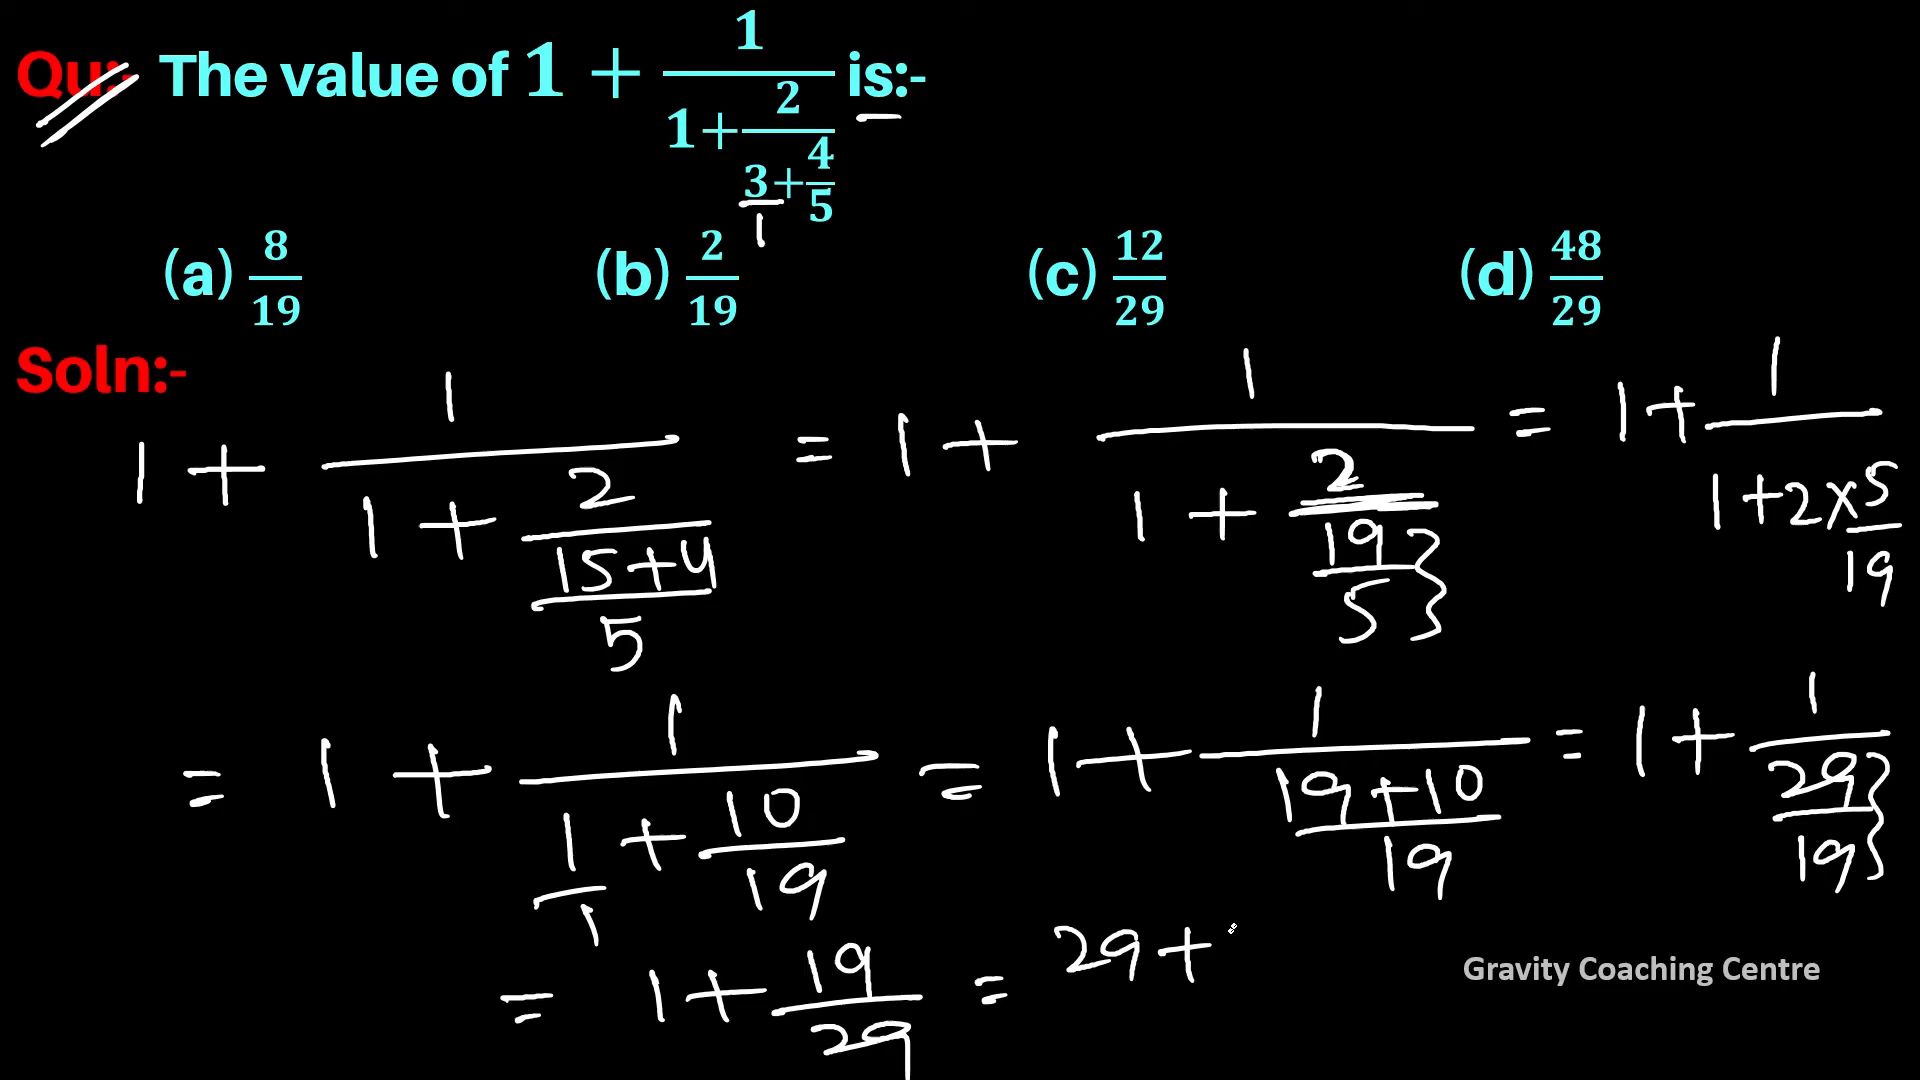 Qu:- The value of 1 + 1/(1+2/(3/1+4/5)) is:-
(a) 8/19 (b) 2/19 (c) 12/29 (d) 48/29
Soln:-
1 + 1/(1 + 2/((15+4)/5)) = 1 + 1/(1 + 2/(19/5)) = 1 + 1/(1+2×5/19)
= 1 + 1/(1/1 + 10/19) = 1 + 1/((19+10)/19) = 1 + 1/(29/19)
= 1 + 19/29 = 29 +
Gravity Coaching Centre